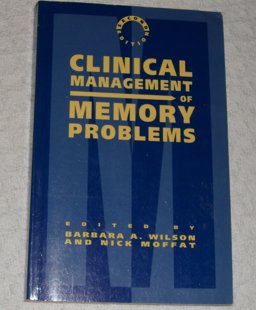 SECOND EDITION
CLINICAL
MANAGEMENT
OF
MEMORY
PROBLEMS
EDITED BY
BARBARA A. WILSON
AND NICK MOFFAT